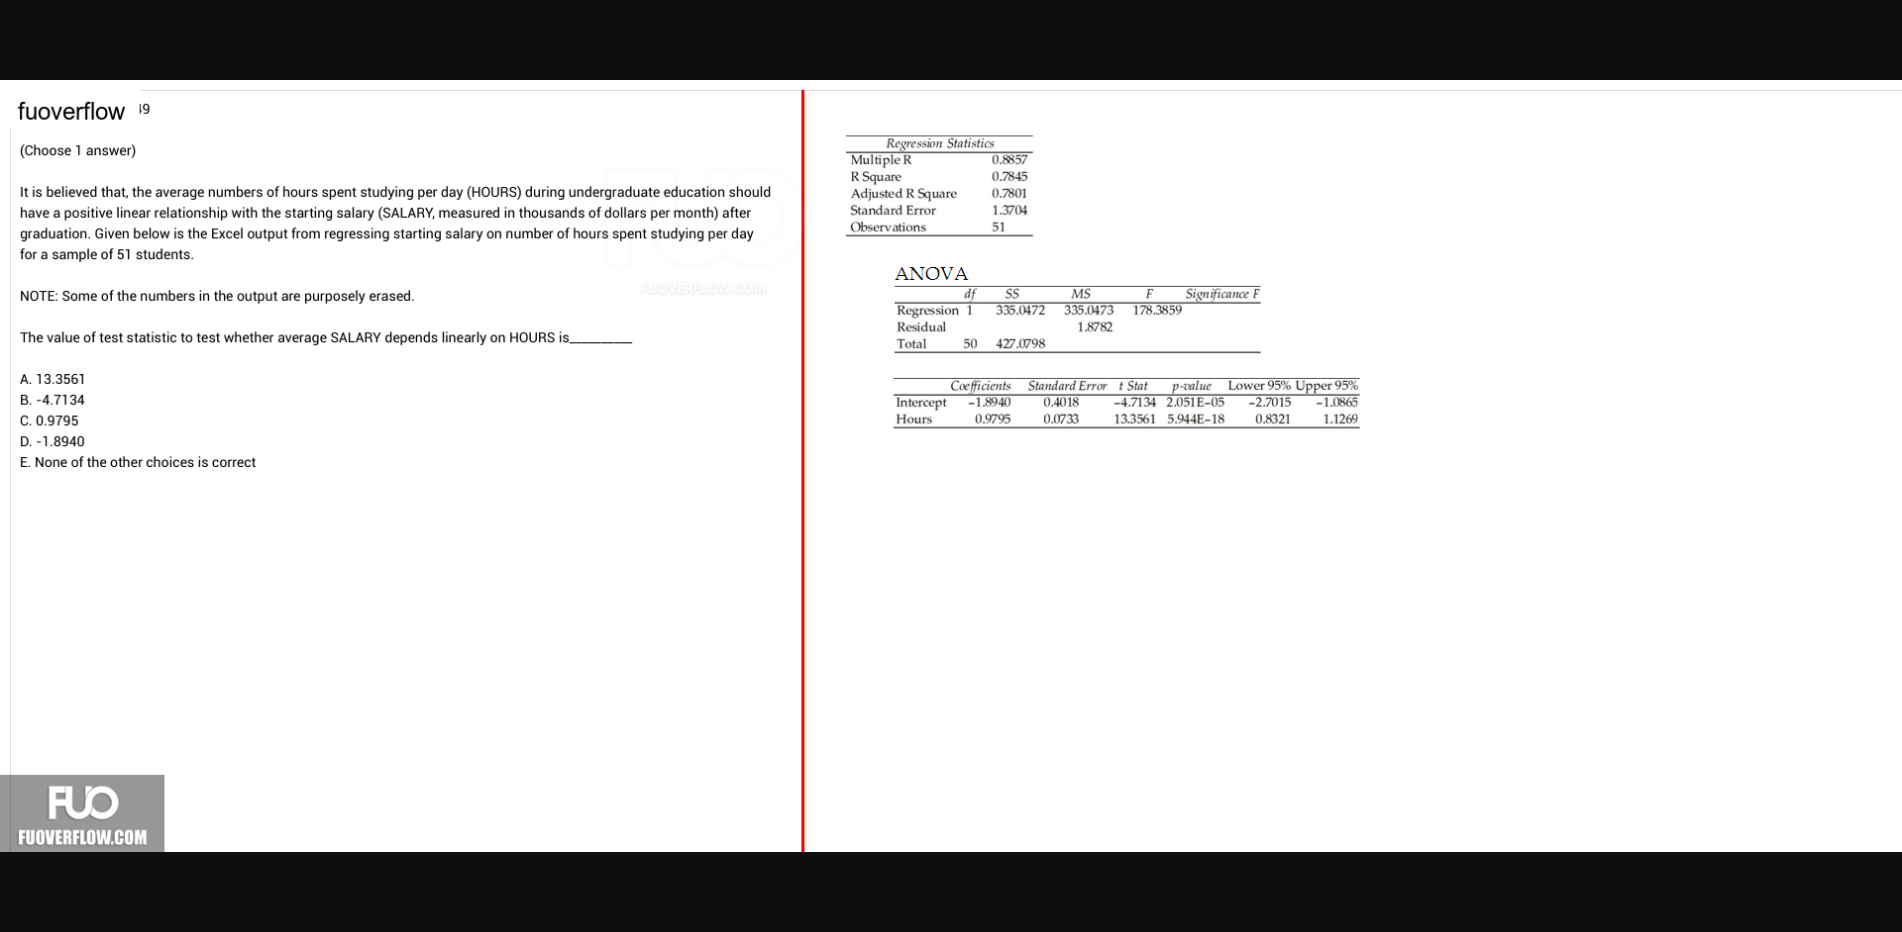 fuoverflow 49
(Choose 1 answer)
It is believed that, the average numbers of hours spent studying per day (HOURS) during undergraduate education should
have a positive linear relationship with the starting salary (SALARY, measured in thousands of dollars per month) after
graduation. Given below is the Excel output from regressing starting salary on number of hours spent studying per day
for a sample of 51 students.
FUOVERFLOW.COM
NOTE: Some of the numbers in the output are purposely erased.
The value of test statistic to test whether average SALARY depends linearly on HOURS is_________
A. 13.3561
B. -4.7134
C. 0.9795
D. -1.8940
E. None of the other choices is correct
FUO
FUOVERFLOW.COM
Regression Statistics
Multiple R 0.8857
R Square 0.7845
Adjusted R Square 0.7801
Standard Error 1.3704
Observations 51
ANOVA
df SS MS F Significance F
Regression 1 335.0472 335.0473 178.3859
Residual 1.8782
Total 50 427.0798
Coefficients Standard Error t Stat p-value Lower 95% Upper 95%
Intercept −1.8940 0.4018 −4.7134 2.051E−05 −2.7015 −1.0865
Hours 0.9795 0.0733 13.3561 5.944E−18 0.8321 1.1269